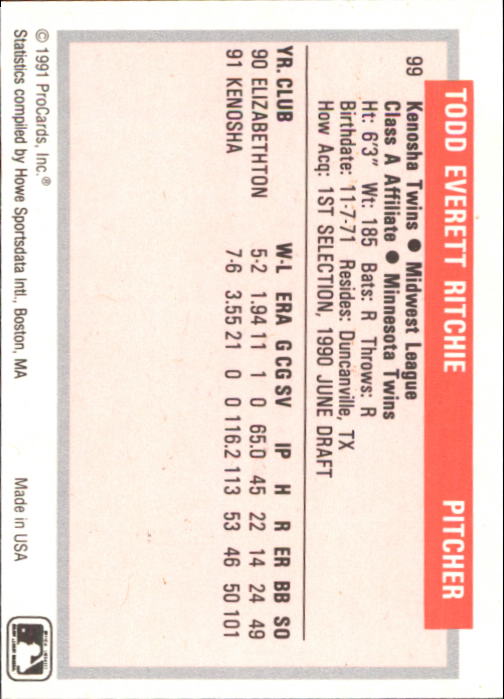 TODD EVERETT RITCHIE PITCHER
99 Kenosha Twins ● Midwest League
Class A Affiliate ● Minnesota Twins
Ht: 6'3" Wt: 185 Bats: R Throws: R
Birthdate: 11-7-71 Resides: Duncanville, TX
How Acq: 1ST SELECTION, 1990 JUNE DRAFT
YR. CLUB W-L ERA G CG SV IP H R ER BB SO
90 ELIZABETHTON 5-2 1.94 11 1 0 65.0 45 22 14 24 49
91 KENOSHA 7-6 3.55 21 0 0 116.2 113 53 46 50 101
© 1991 ProCards, Inc.®
Statistics compiled by Howe Sportsdata Intl., Boston, MA Made in USA